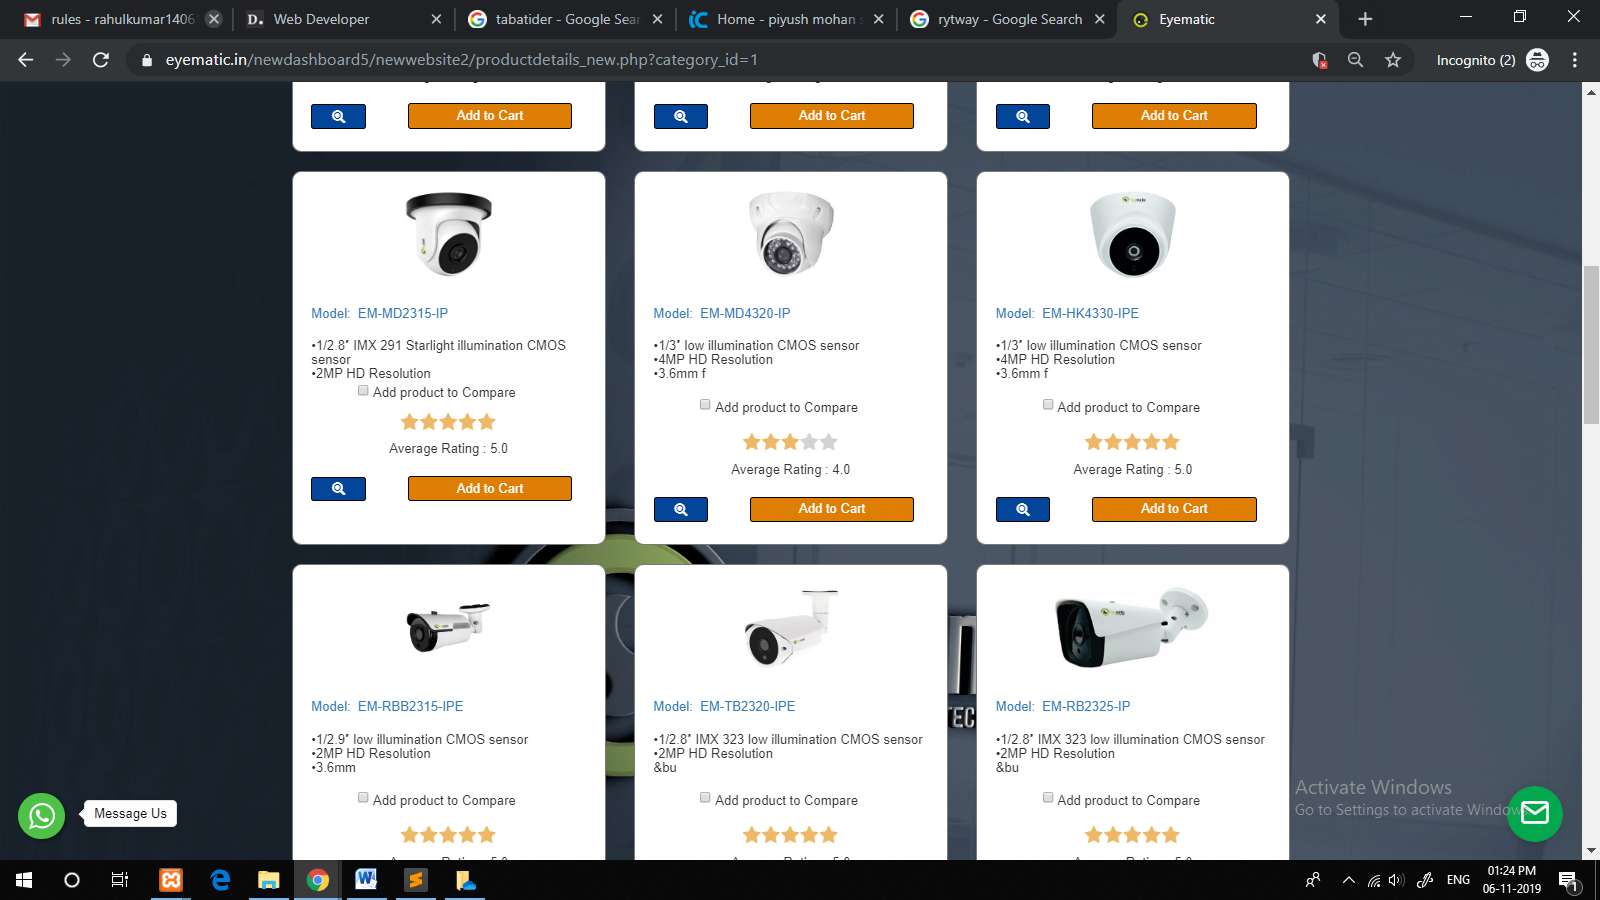 rules - rahulkumar1406
Web Developer
tabatider - Google Sear
Home - piyush mohan s
rytway - Google Search
Eyematic
eyematic.in/newdashboard5/newwebsite2/productdetails_new.php?category_id=1
Incognito (2)
Add to Cart
Add to Cart
Add to Cart
Model: EM-MD2315-IP
•1/2.8" IMX 291 Starlight illumination CMOS
sensor
•2MP HD Resolution
Add product to Compare
Average Rating : 5.0
Add to Cart
Model: EM-MD4320-IP
•1/3" low illumination CMOS sensor
•4MP HD Resolution
•3.6mm f
Add product to Compare
Average Rating : 4.0
Add to Cart
Model: EM-HK4330-IPE
•1/3" low illumination CMOS sensor
•4MP HD Resolution
•3.6mm f
Add product to Compare
Average Rating : 5.0
Add to Cart
Model: EM-RBB2315-IPE
•1/2.9" low illumination CMOS sensor
•2MP HD Resolution
•3.6mm
Add product to Compare
Model: EM-TB2320-IPE
•1/2.8" IMX 323 low illumination CMOS sensor
•2MP HD Resolution
&bu
Add product to Compare
Model: EM-RB2325-IP
•1/2.8" IMX 323 low illumination CMOS sensor
•2MP HD Resolution
&bu
Add product to Compare
TEC
Message Us
Activate Windows
Go to Settings to activate Windows
ENG
01:24 PM
06-11-2019
1